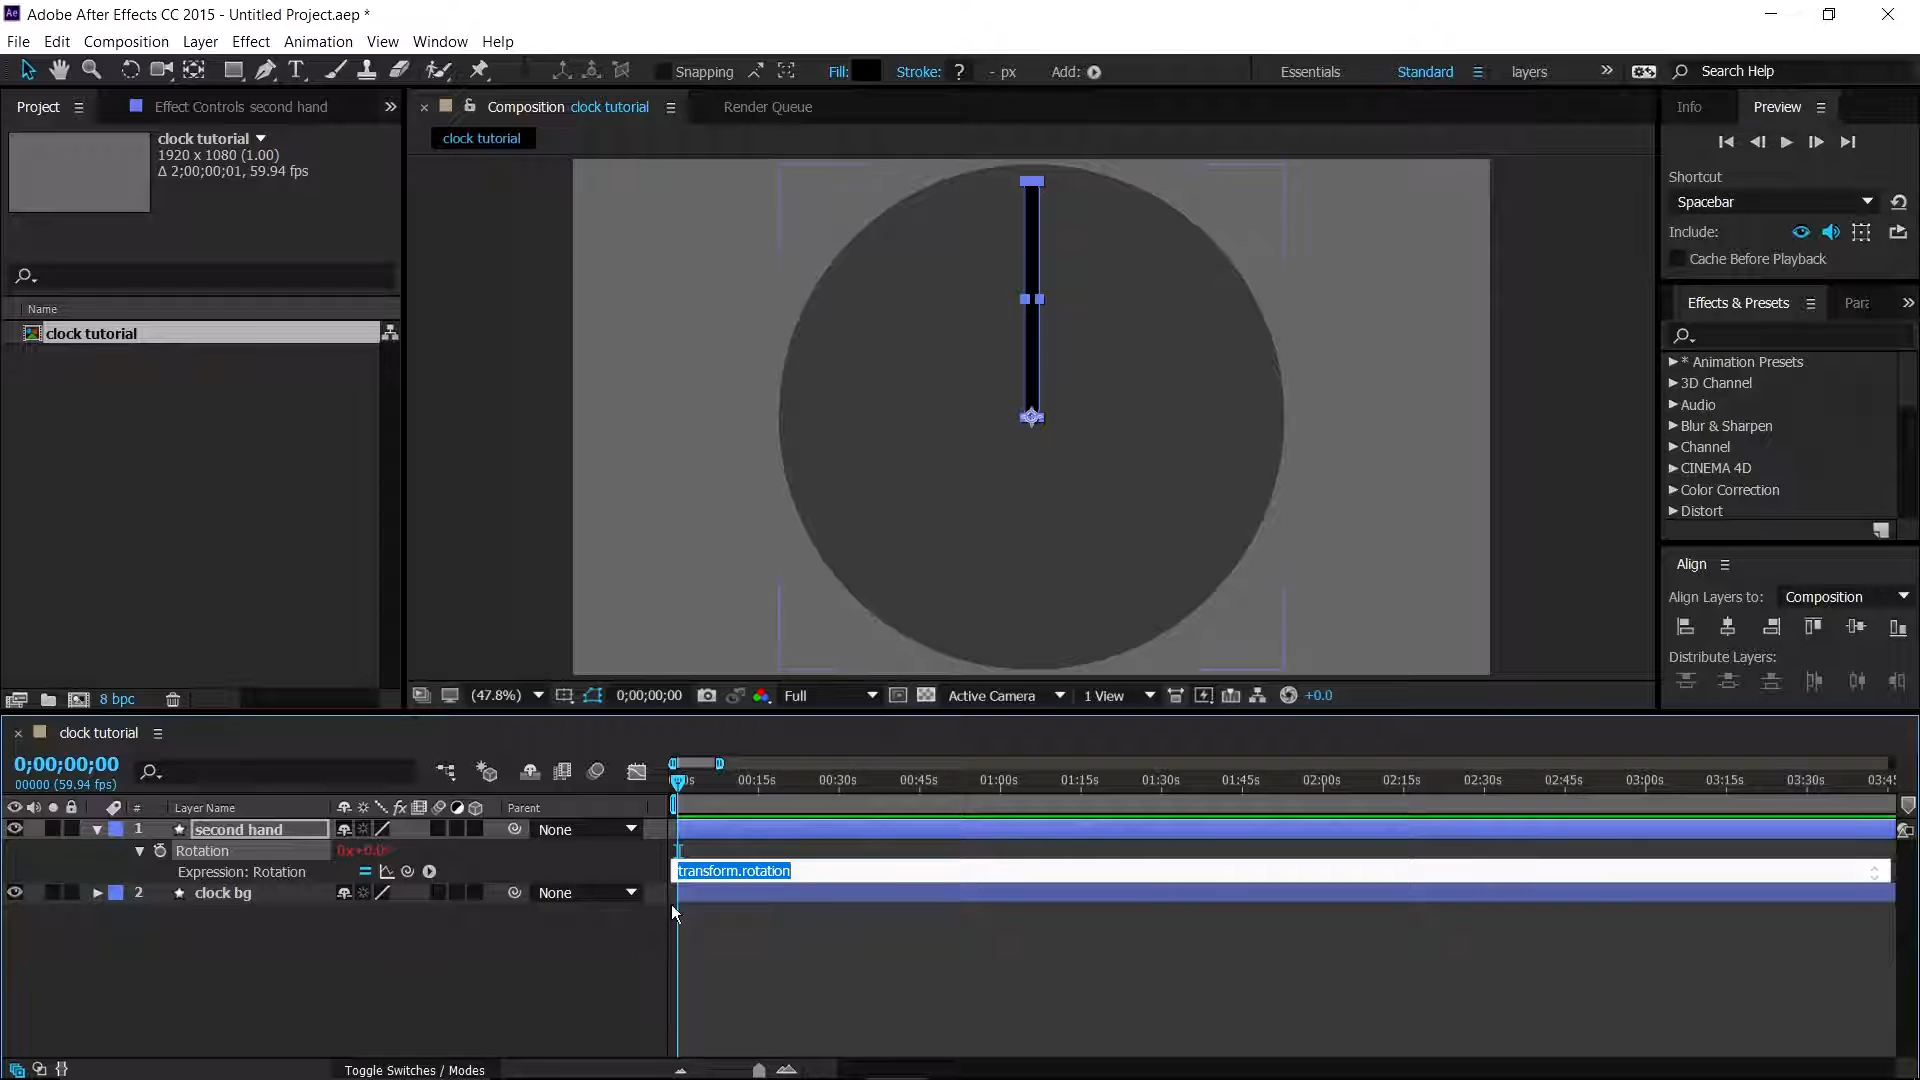 Ae Adobe After Effects CC 2015 - Untitled Project.aep *
File Edit Composition Layer Effect Animation View Window Help
Snapping Fill: Stroke: ? - px Add: Essentials Standard layers Search Help
Project Effect Controls second hand
Composition clock tutorial Render Queue
Info Preview
clock tutorial
1920 x 1080 (1.00)
Δ 2;00;00;01, 59.94 fps
clock tutorial
Shortcut
Spacebar
Include:
Cache Before Playback
Name
clock tutorial
Effects & Presets
* Animation Presets
3D Channel
Audio
Blur & Sharpen
Channel
CINEMA 4D
Color Correction
Distort
Align
Align Layers to: Composition
Distribute Layers:
8 bpc
(47.8%) 0;00;00;00 Full Active Camera 1 View +0.0
clock tutorial
0;00;00;00
00000 (59.94 fps)
00:15s 00:30s 00:45s 01:00s 01:15s 01:30s 01:45s 02:00s 02:15s 02:30s 02:45s 03:00s 03:15s 03:30s
# Layer Name Parent
1 second hand None
Rotation 0x+0.0°
Expression: Rotation transform.rotation
2 clock bg None
Toggle Switches / Modes